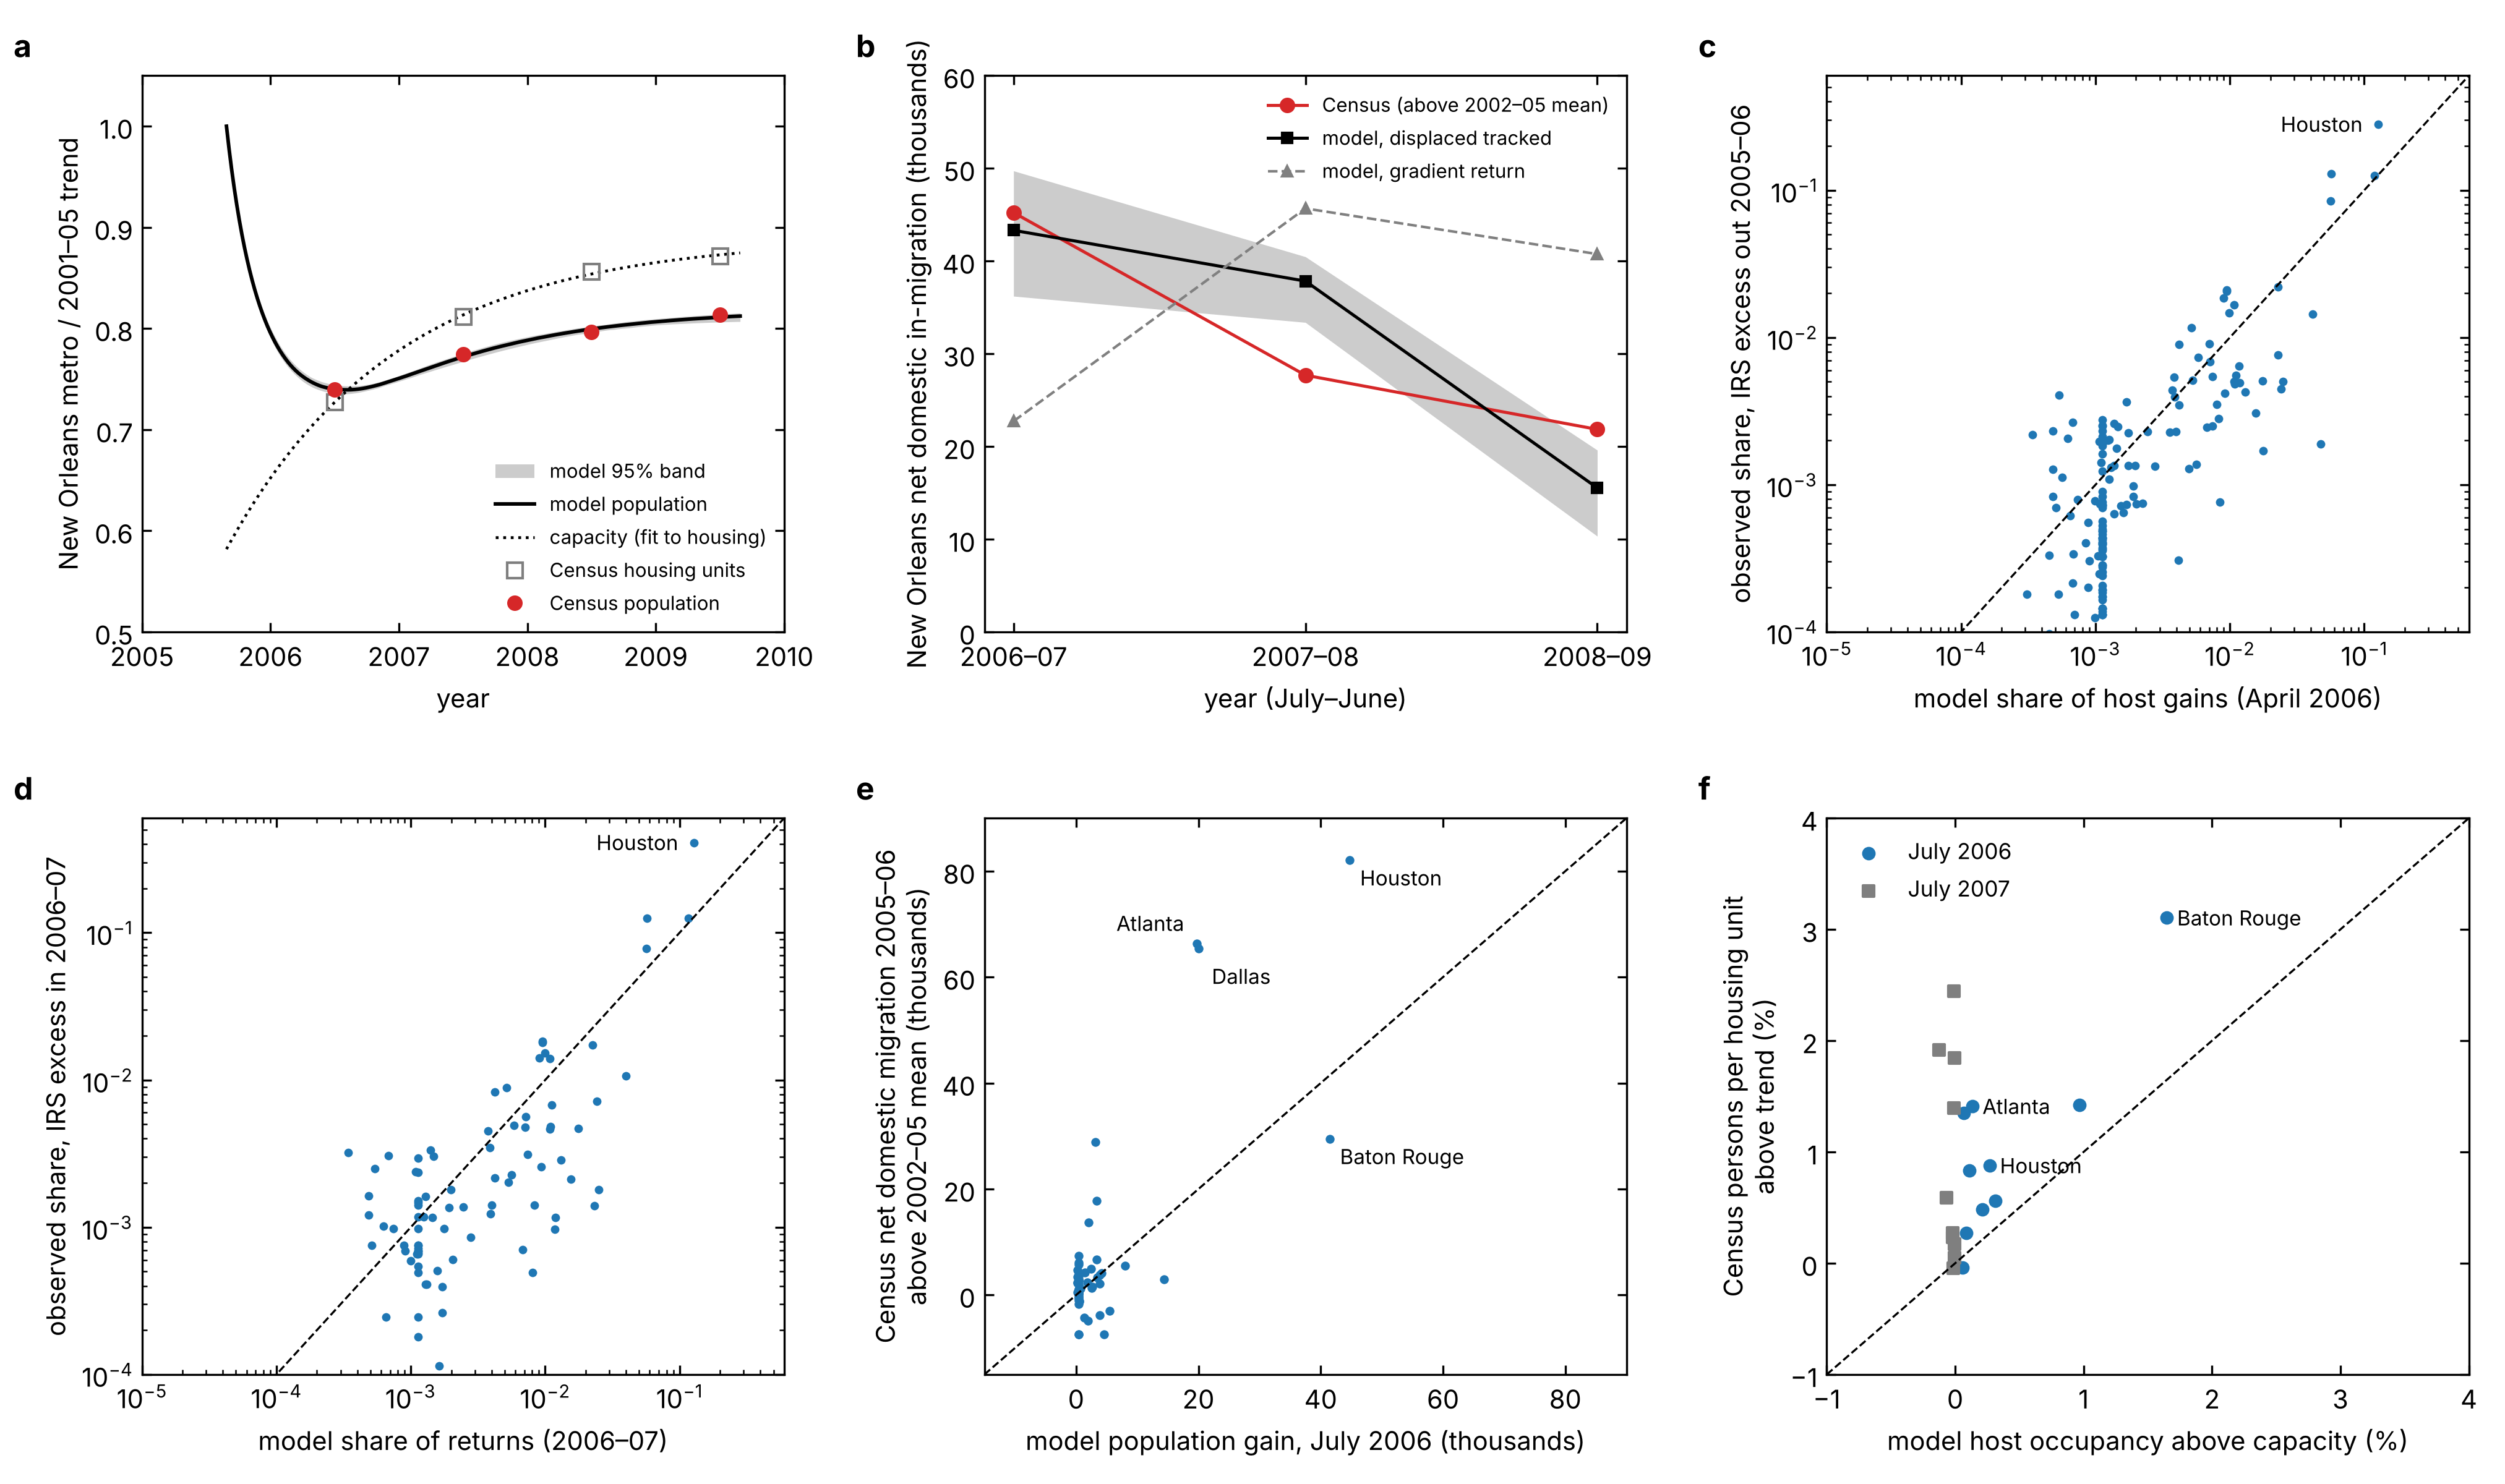 a
New Orleans metro / 2001–05 trend
1.0
0.9
0.8
0.7
0.6
0.5
model 95% band
model population
capacity (fit to housing)
Census housing units
Census population
2005 2006 2007 2008 2009 2010
year
b
New Orleans net domestic in-migration (thousands)
60
50
40
30
20
10
0
Census (above 2002–05 mean)
model, displaced tracked
model, gradient return
2006–07 2007–08 2008–09
year (July–June)
c
observed share, IRS excess out 2005–06
10⁻¹
10⁻²
10⁻³
10⁻⁴
Houston
10⁻⁵ 10⁻⁴ 10⁻³ 10⁻² 10⁻¹
model share of host gains (April 2006)
d
observed share, IRS excess in 2006–07
10⁻¹
10⁻²
10⁻³
10⁻⁴
Houston
10⁻⁵ 10⁻⁴ 10⁻³ 10⁻² 10⁻¹
model share of returns (2006–07)
e
Census net domestic migration 2005–06
above 2002–05 mean (thousands)
80
60
40
20
0
Houston
Atlanta
Dallas
Baton Rouge
0 20 40 60 80
model population gain, July 2006 (thousands)
f
Census persons per housing unit
above trend (%)
4
3
2
1
0
−1
July 2006
July 2007
Baton Rouge
Atlanta
Houston
−1 0 1 2 3 4
model host occupancy above capacity (%)